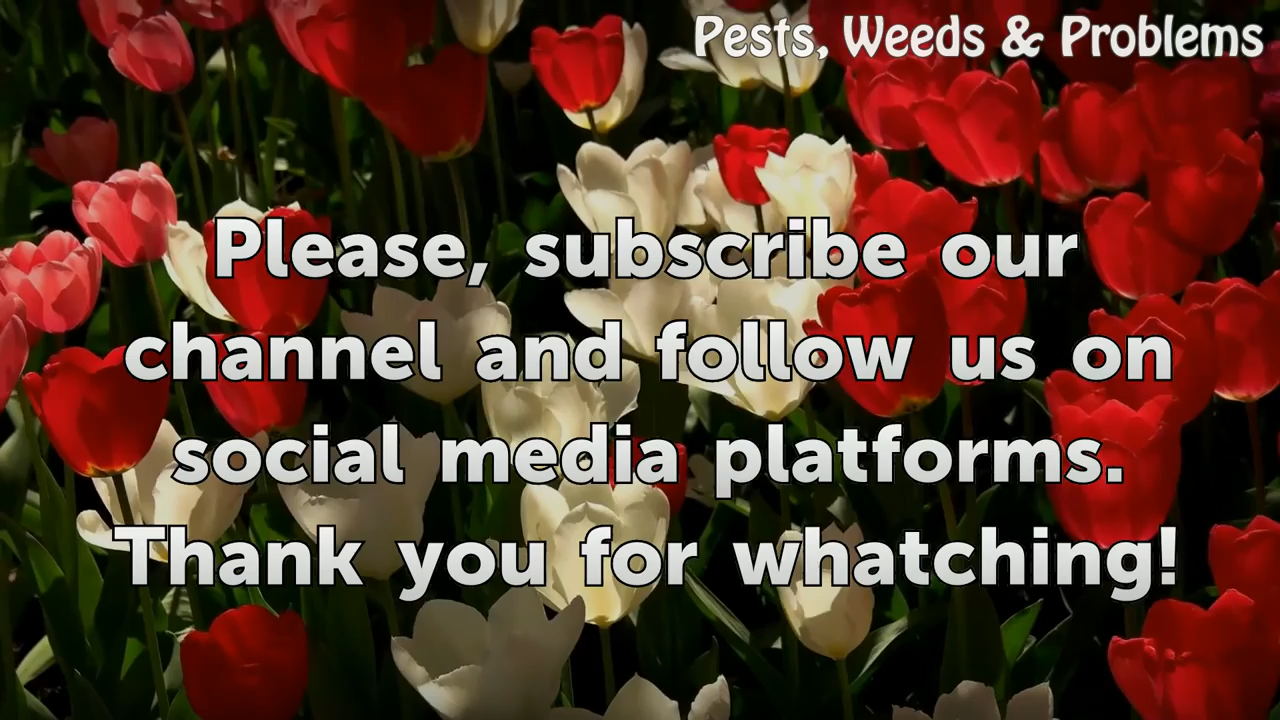 Pests, Weeds & Problems
Please, subscribe our
channel and follow us on
social media platforms.
Thank you for whatching!